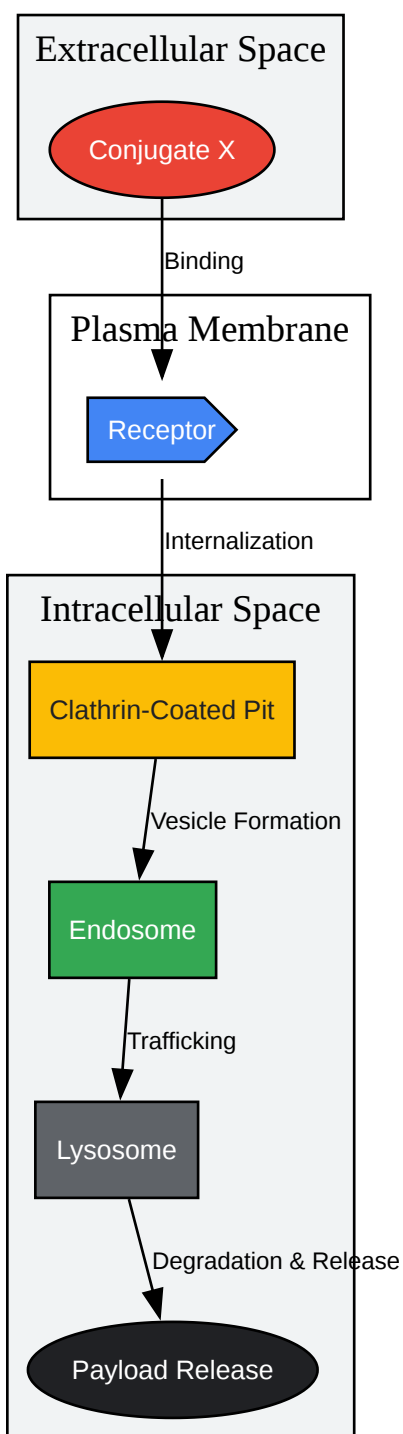 Extracellular Space
Conjugate X
Binding
Plasma Membrane
Receptor
Internalization
Intracellular Space
Clathrin-Coated Pit
Vesicle Formation
Endosome
Trafficking
Lysosome
Degradation & Release
Payload Release